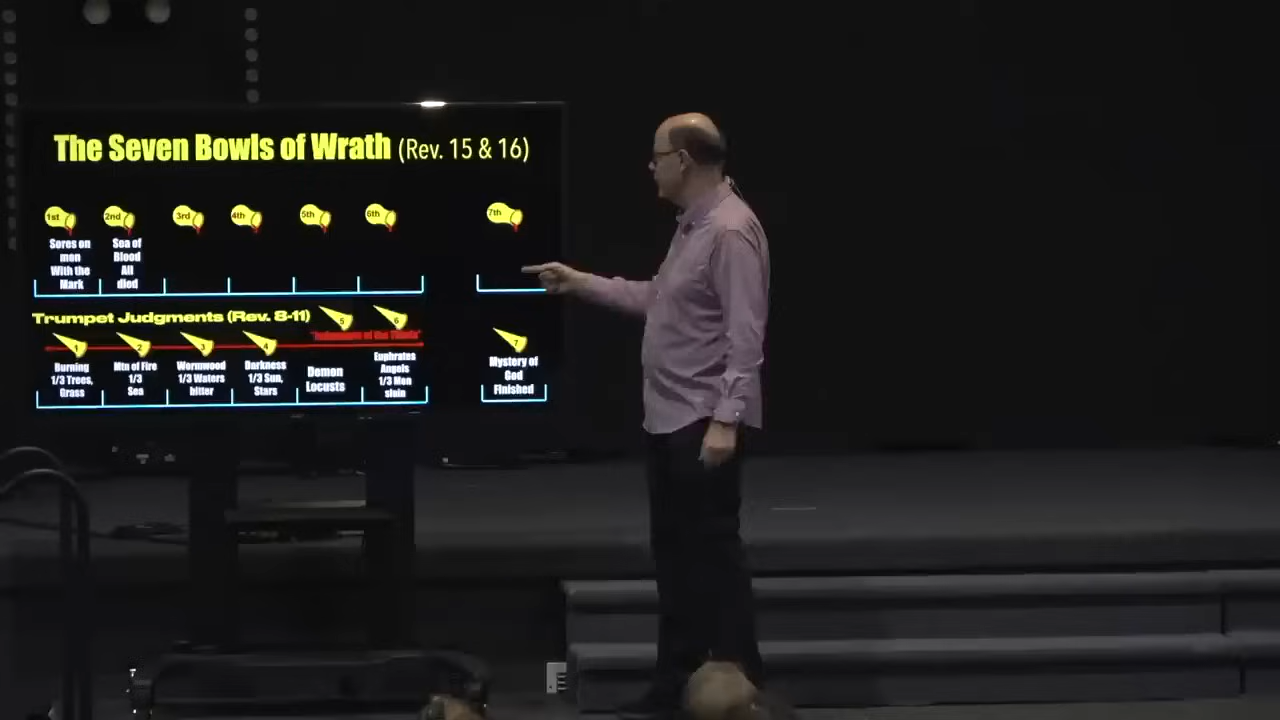 The Seven Bowls of Wrath (Rev. 15 & 16)
1st 2nd 3rd 4th 5th 6th 7th
Sores on
men
With the
Mark
Sea of
Blood
All
died
Trumpet Judgments (Rev. 8-11)
1 2 3 4 5 6 7
Burning
1/3 Trees,
Grass
Mtn of Fire
1/3
Sea
Wormwood
1/3 Waters
bitter
Darkness
1/3 Sun,
Stars
Demon
Locusts
Euphrates
Angels
1/3 Men
slain
Mystery of
God
Finished